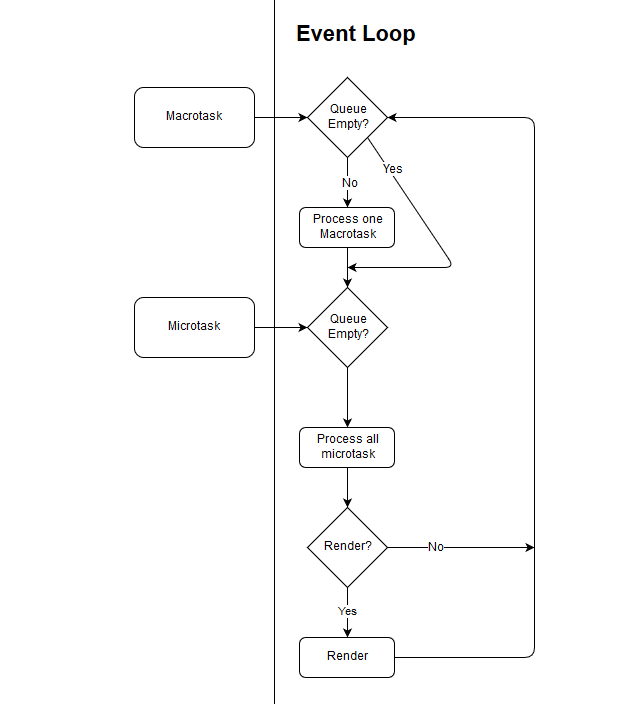 Event Loop
Macrotask
Queue
Empty?
Yes
No
Process one
Macrotask
Microtask
Queue
Empty?
Process all
microtask
Render?
No
Yes
Render